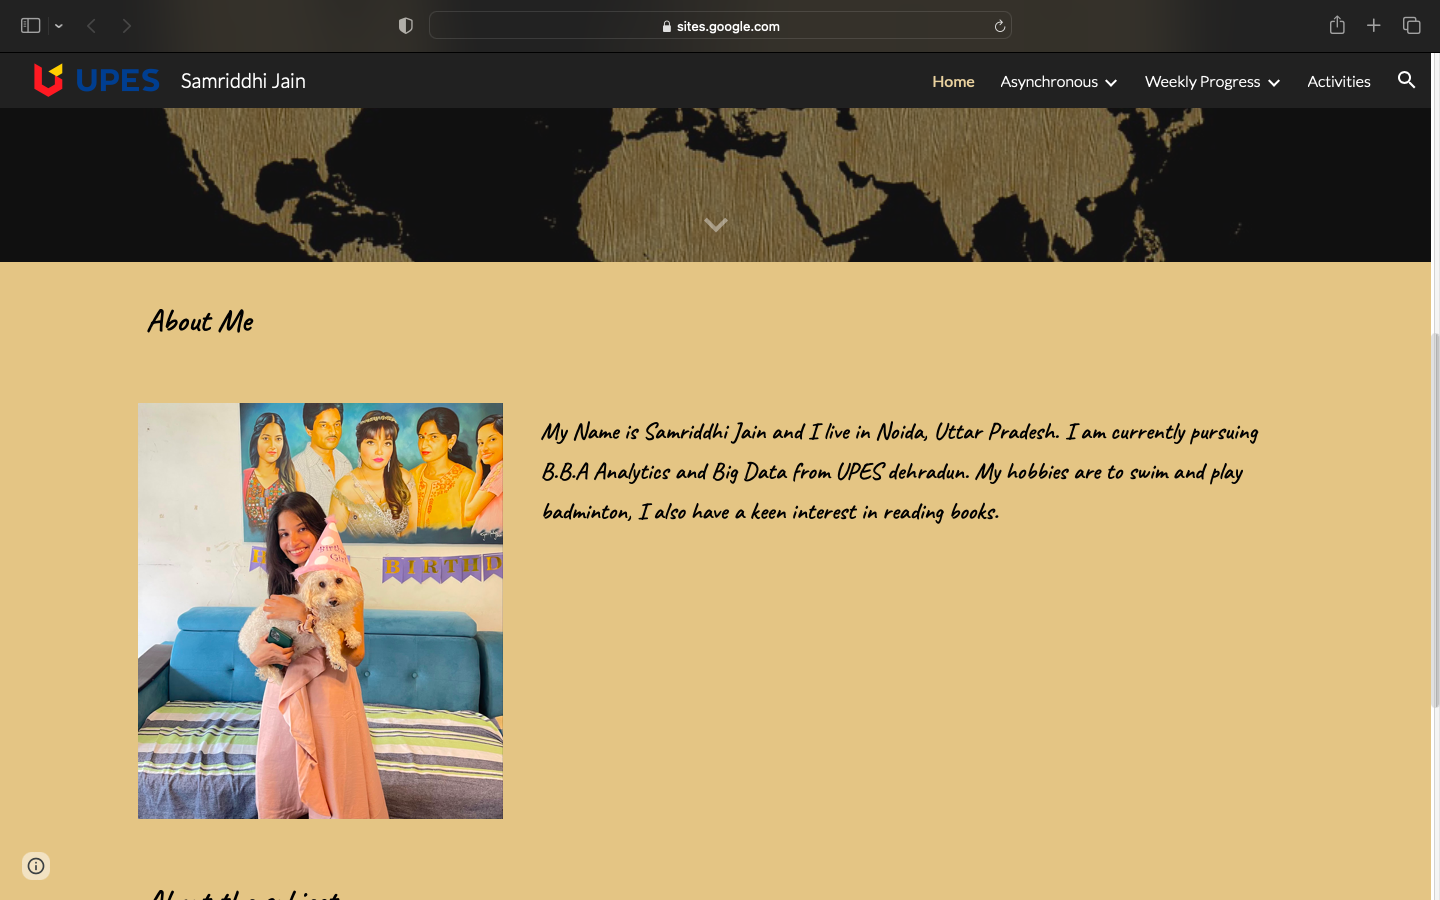 sites.google.com
UPES Samriddhi Jain Home Asynchronous Weekly Progress Activities
About Me
My Name is Samriddhi Jain and I live in Noida, Uttar Pradesh. I am currently pursuing
B.B.A Analytics and Big Data from UPES dehradun. My hobbies are to swim and play
badminton, I also have a keen interest in reading books.
H
BIRTHD